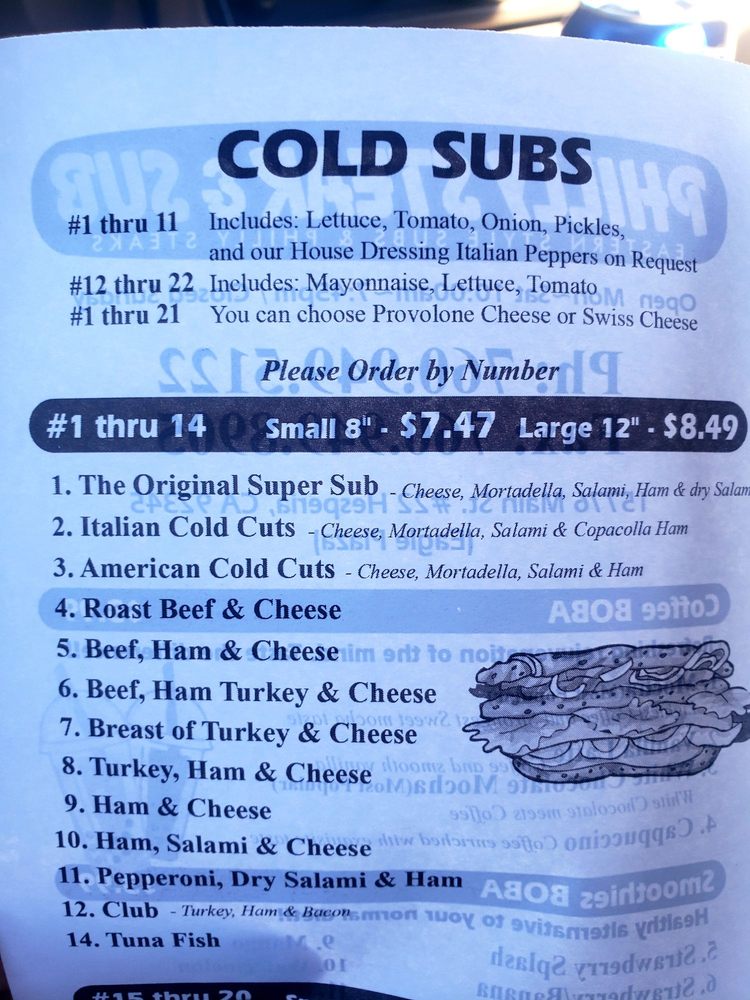 COLD SUBS
#1 thru 11 Includes: Lettuce, Tomato, Onion, Pickles,
and our House Dressing Italian Peppers on Request
#12 thru 22 Includes: Mayonnaise, Lettuce, Tomato
#1 thru 21 You can choose Provolone Cheese or Swiss Cheese
Please Order by Number
#1 thru 14 Small 8" - $7.47 Large 12" - $8.49
1. The Original Super Sub - Cheese, Mortadella, Salami, Ham & dry Salam
2. Italian Cold Cuts - Cheese, Mortadella, Salami & Copacolla Ham
3. American Cold Cuts - Cheese, Mortadella, Salami & Ham
4. Roast Beef & Cheese
5. Beef, Ham & Cheese
6. Beef, Ham Turkey & Cheese
7. Breast of Turkey & Cheese
8. Turkey, Ham & Cheese
9. Ham & Cheese
10. Ham, Salami & Cheese
11. Pepperoni, Dry Salami & Ham
12. Club - Turkey, Ham & Bacon
14. Tuna Fish
#15 thru 20